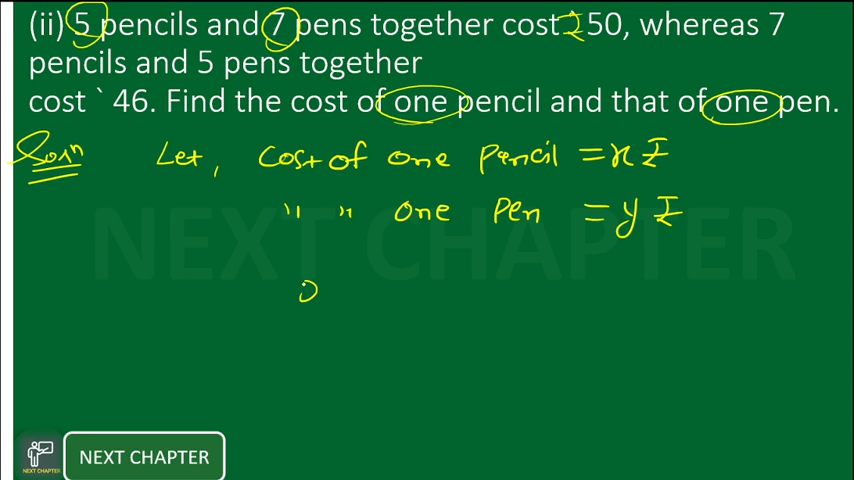 (ii) 5 pencils and 7 pens together cost ₹ 50, whereas 7
pencils and 5 pens together
cost ` 46. Find the cost of one pencil and that of one pen.
Soln Let, cost of one pencil = x ₹
" " one pen = y ₹
NEXT CHAPTER
NEXT CHAPTER
NEXT CHAPTER